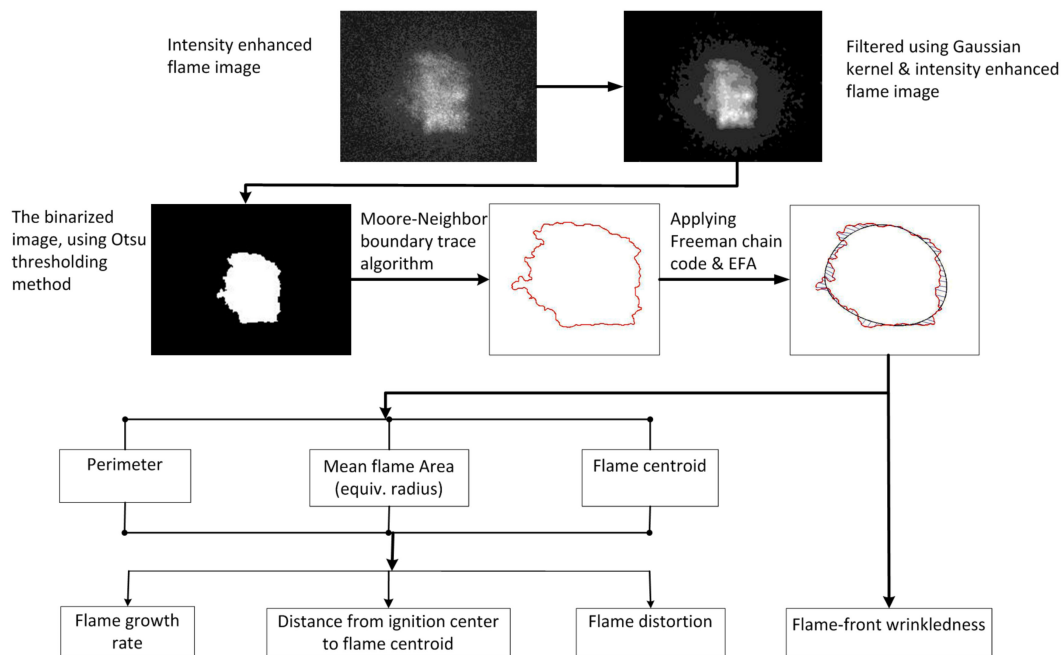 Intensity enhanced
flame image
Filtered using Gaussian
kernel & intensity enhanced
flame image
The binarized
image, using Otsu
thresholding
method
Moore-Neighbor
boundary trace
algorithm
Applying
Freeman chain
code & EFA
Perimeter
Mean flame Area
(equiv. radius)
Flame centroid
Flame growth
rate
Distance from ignition center
to flame centroid
Flame distortion
Flame-front wrinkledness